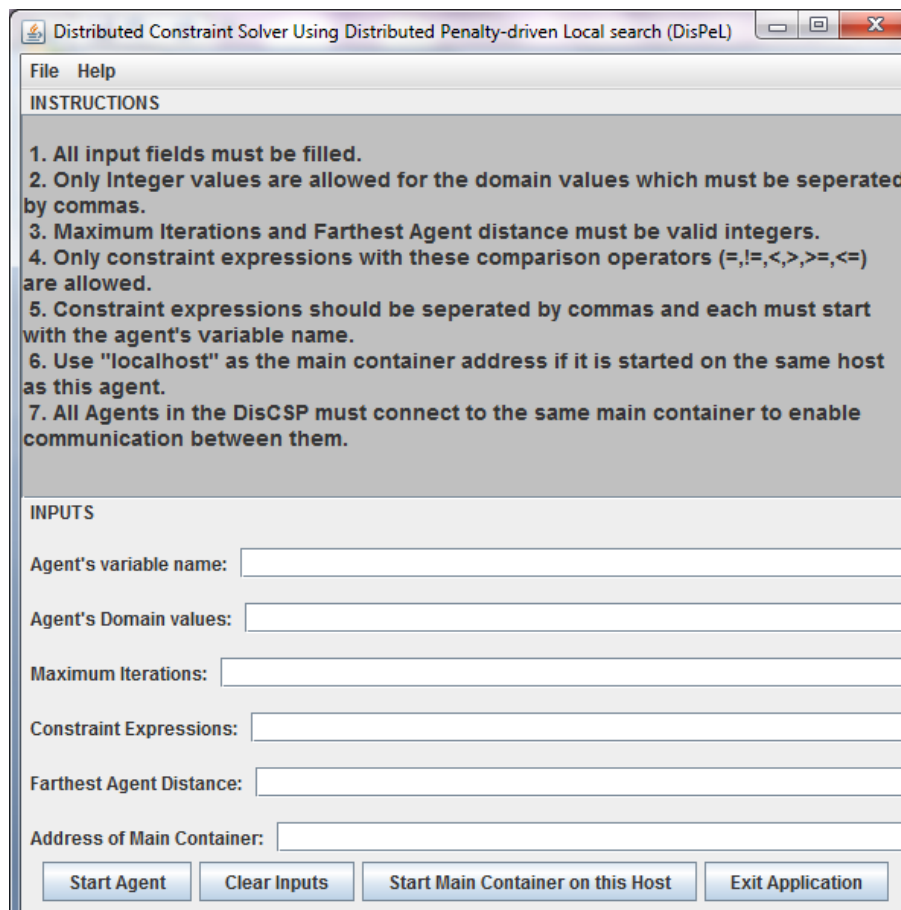 Distributed Constraint Solver Using Distributed Penalty-driven Local search (DisPeL)
File Help
INSTRUCTIONS
1. All input fields must be filled.
2. Only Integer values are allowed for the domain values which must be seperated
by commas.
3. Maximum Iterations and Farthest Agent distance must be valid integers.
4. Only constraint expressions with these comparison operators (=,!=,<,>,>=,<=)
are allowed.
5. Constraint expressions should be seperated by commas and each must start
with the agent's variable name.
6. Use "localhost" as the main container address if it is started on the same host
as this agent.
7. All Agents in the DisCSP must connect to the same main container to enable
communication between them.
INPUTS
Agent's variable name:
Agent's Domain values:
Maximum Iterations:
Constraint Expressions:
Farthest Agent Distance:
Address of Main Container:
Start Agent Clear Inputs Start Main Container on this Host Exit Application